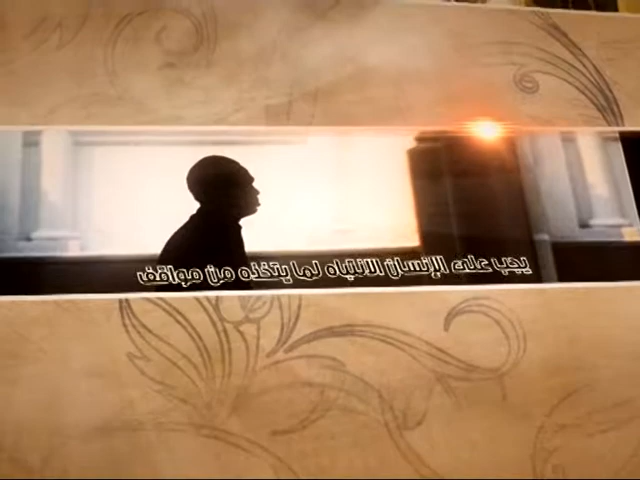 يجب على الإنسان الانتباه لما يتخذه من مواقف